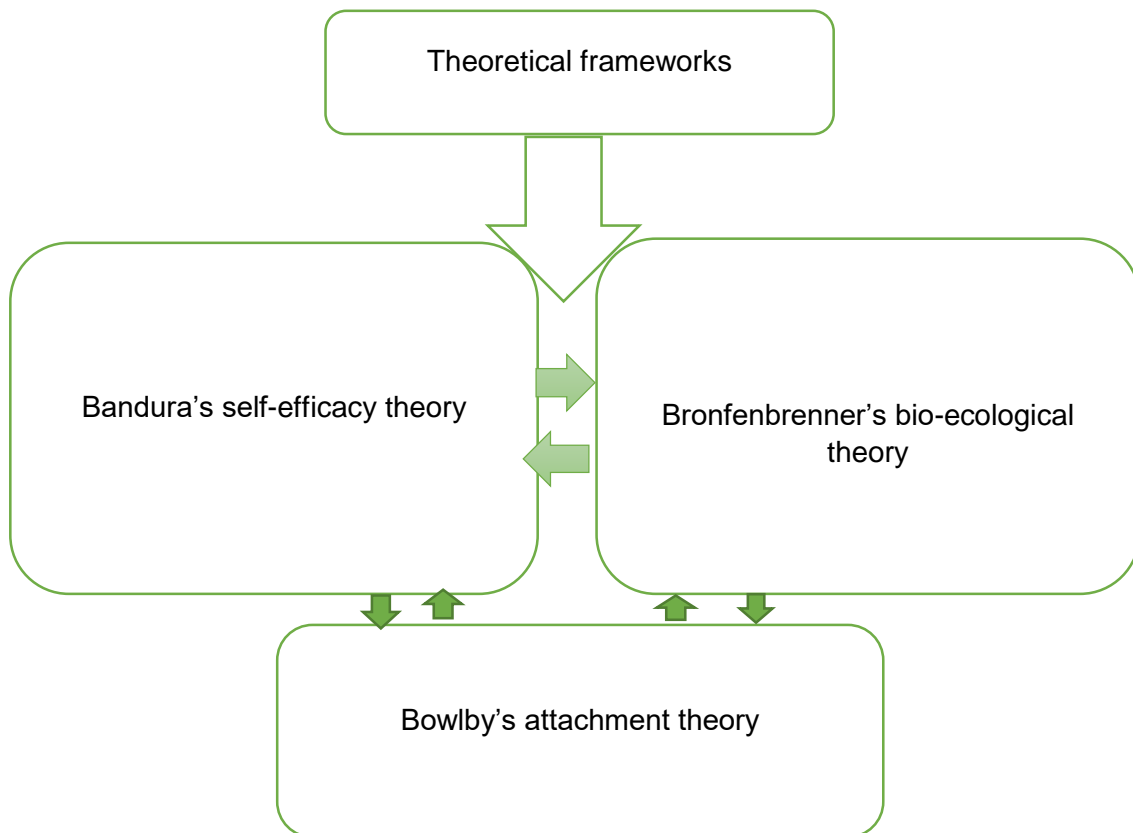 Theoretical frameworks
Bandura’s self-efficacy theory
Bronfenbrenner’s bio-ecological
theory
Bowlby’s attachment theory